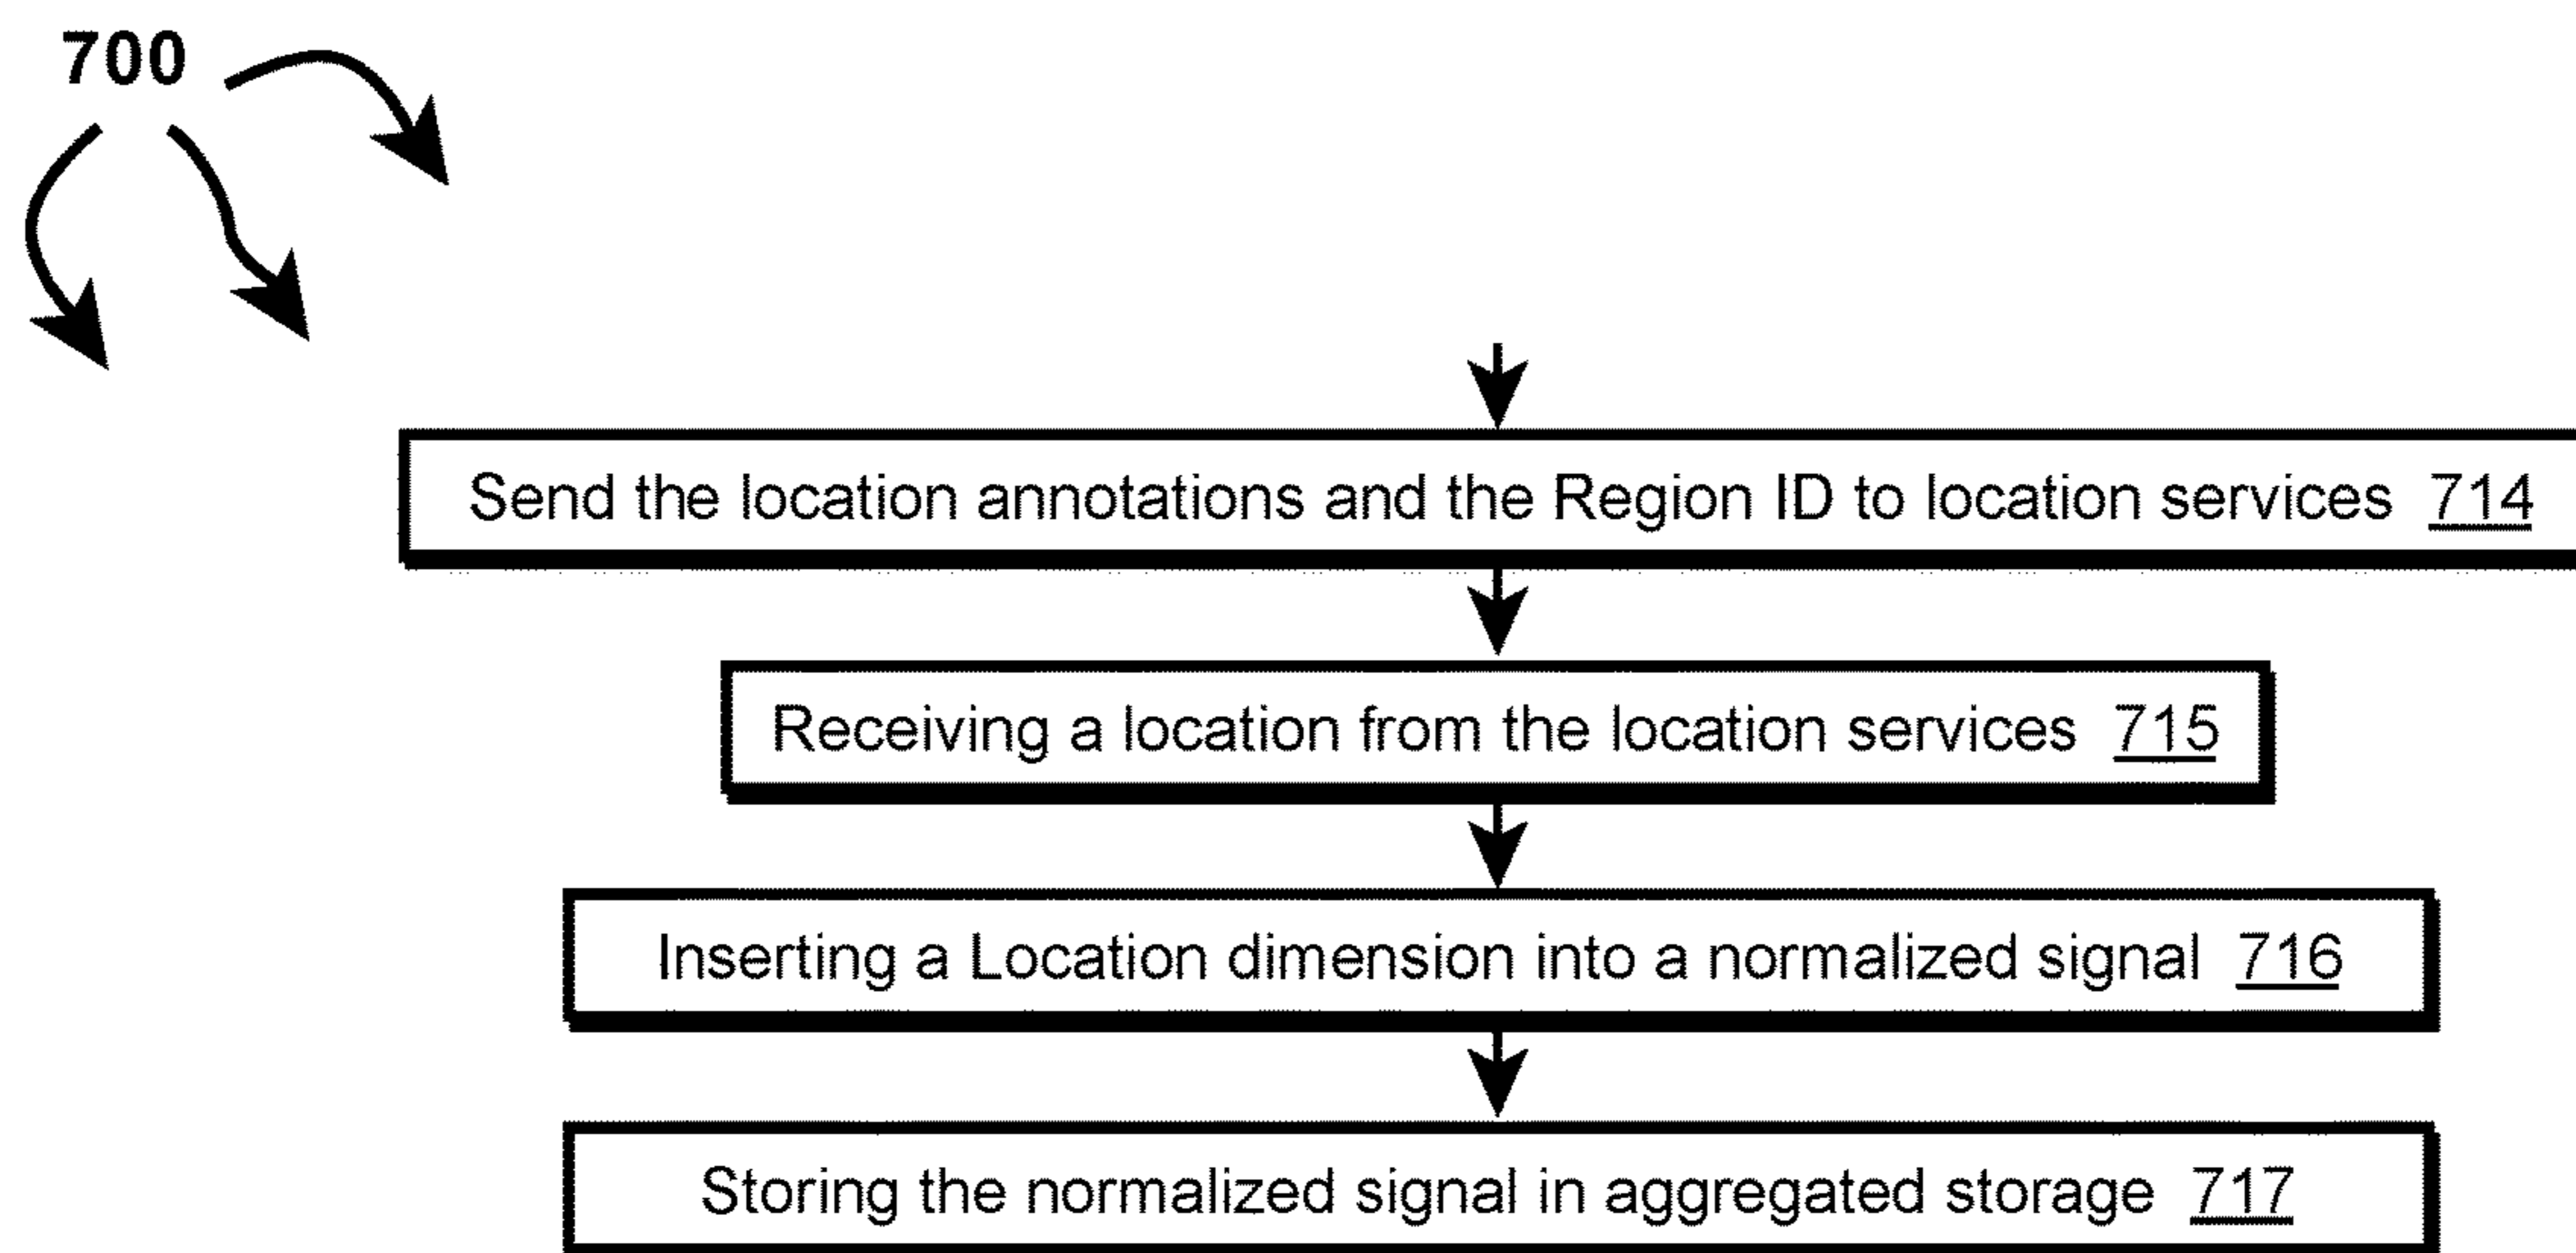 700
Send the location annotations and the Region ID to location services 714
Receiving a location from the location services 715
Inserting a Location dimension into a normalized signal 716
Storing the normalized signal in aggregated storage 717